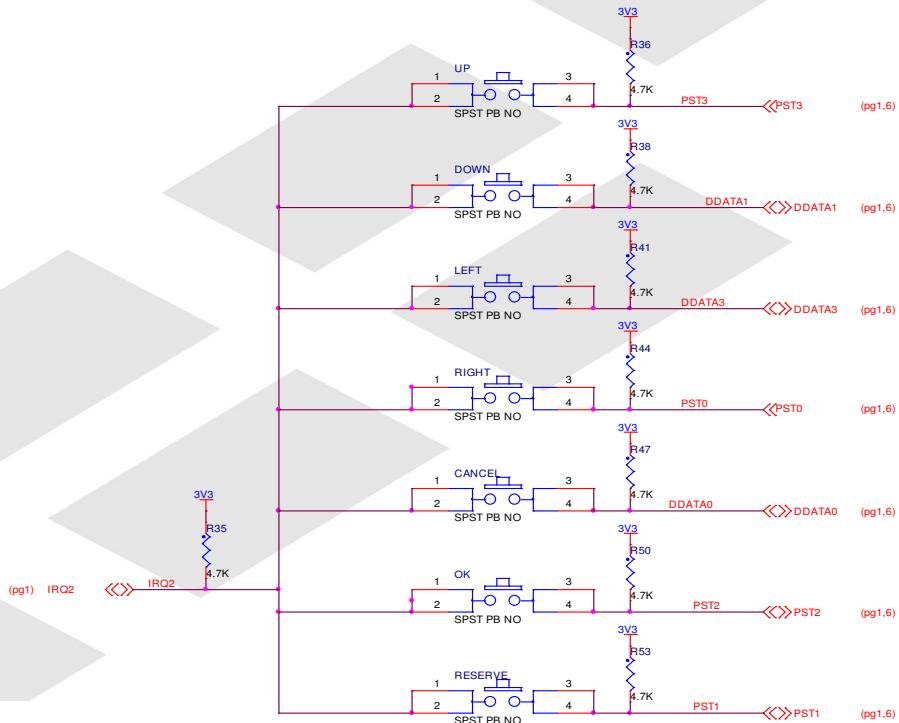 3V3
R36
UP
1 3
2 4
4.7K
SPST PB NO
PST3 PST3 (pg1,6)
3V3
R38
DOWN
1 3
2 4
4.7K
SPST PB NO
DDATA1 DDATA1 (pg1,6)
3V3
R41
LEFT
1 3
2 4
4.7K
SPST PB NO
DDATA3 DDATA3 (pg1,6)
3V3
R44
RIGHT
1 3
2 4
4.7K
SPST PB NO
PST0 PST0 (pg1,6)
3V3
R47
CANCEL
1 3
2 4
4.7K
SPST PB NO
DDATA0 DDATA0 (pg1,6)
3V3
R35
4.7K
(pg1) IRQ2 IRQ2
3V3
R50
OK
1 3
2 4
4.7K
SPST PB NO
PST2 PST2 (pg1,6)
3V3
R53
RESERVE
1 3
2 4
4.7K
SPST PB NO
PST1 PST1 (pg1,6)